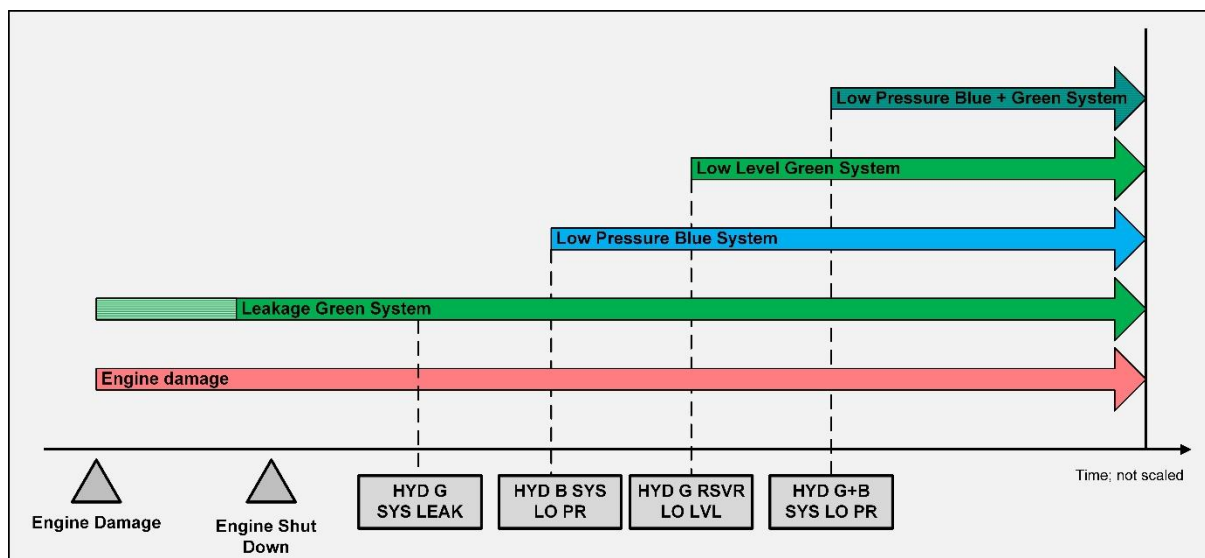 Low Pressure Blue + Green System
Low Level Green System
Low Pressure Blue System
Leakage Green System
Engine damage
Time; not scaled
Engine Damage
Engine Shut
Down
HYD G
SYS LEAK
HYD B SYS
LO PR
HYD G RSVR
LO LVL
HYD G+B
SYS LO PR